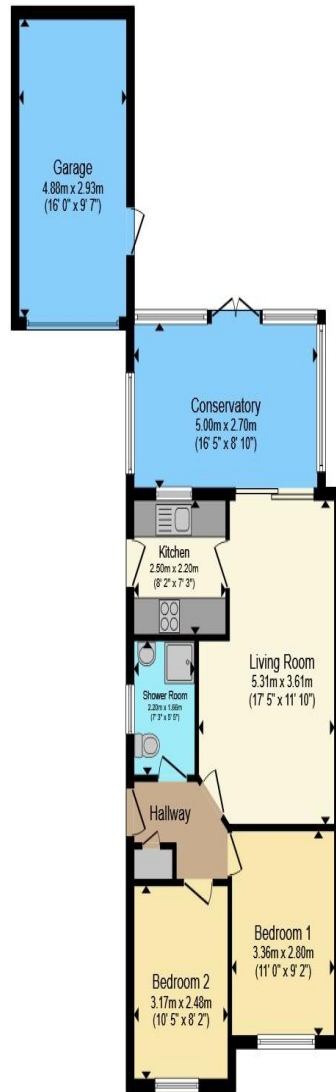 Garage
4.88m x 2.93m
(16' 0" x 9' 7")
Conservatory
5.00m x 2.70m
(16' 5" x 8' 10")
Kitchen
2.50m x 2.20m
(8' 2" x 7' 3")
Living Room
5.31m x 3.61m
(17' 5" x 11' 10")
Shower Room
2.20m x 1.66m
(7' 3" x 5' 5")
Hallway
Bedroom 1
3.36m x 2.80m
(11' 0" x 9' 2")
Bedroom 2
3.17m x 2.48m
(10' 5" x 8' 2")